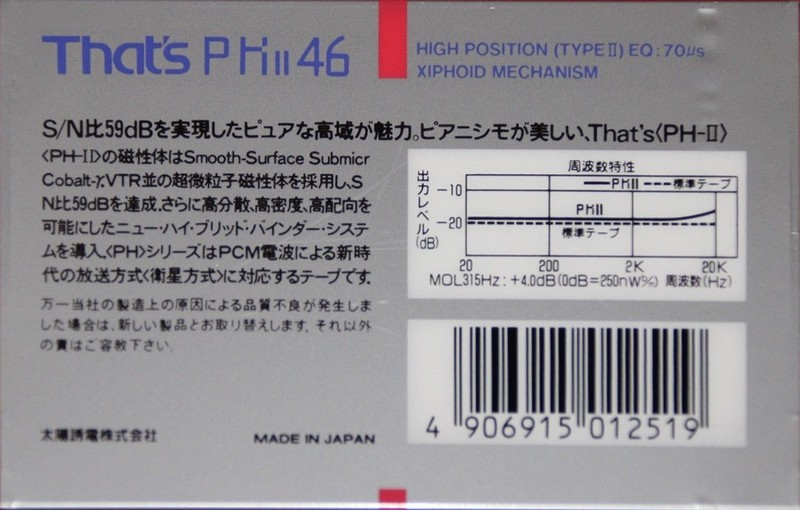 That's PHII 46
HIGH POSITION (TYPE II) EQ : 70μs
XIPHOID MECHANISM
S/N比59dBを実現したピュアな高域が魅力。ピアニシモが美しい、That's〈PH-II〉
〈PH-II〉の磁性体はSmooth-Surface Submicr
Cobalt-γ,VTR並の超微粒子磁性体を採用し、S
N比59dBを達成。さらに高分散、高密度、高配向を
可能にしたニュー・ハイ・ブリッド・バインダー・システ
ムを導入。〈PH〉シリーズはPCM電波による新時
代の放送方式〈衛星方式〉に対応するテープです。
万一当社の製造上の原因による品質不良が発生しま
した場合は、新しい製品とお取り替えします。それ以外
の責はご容赦下さい。
太陽誘電株式会社
MADE IN JAPAN
周波数特性
PHII 標準テープ
出力レベル(dB)
-10
-20
PHII
標準テープ
20 200 2K 20K
MOL315Hz : +4.0dB(0dB=250nWb/m) 周波数(Hz)
4 906915 012519